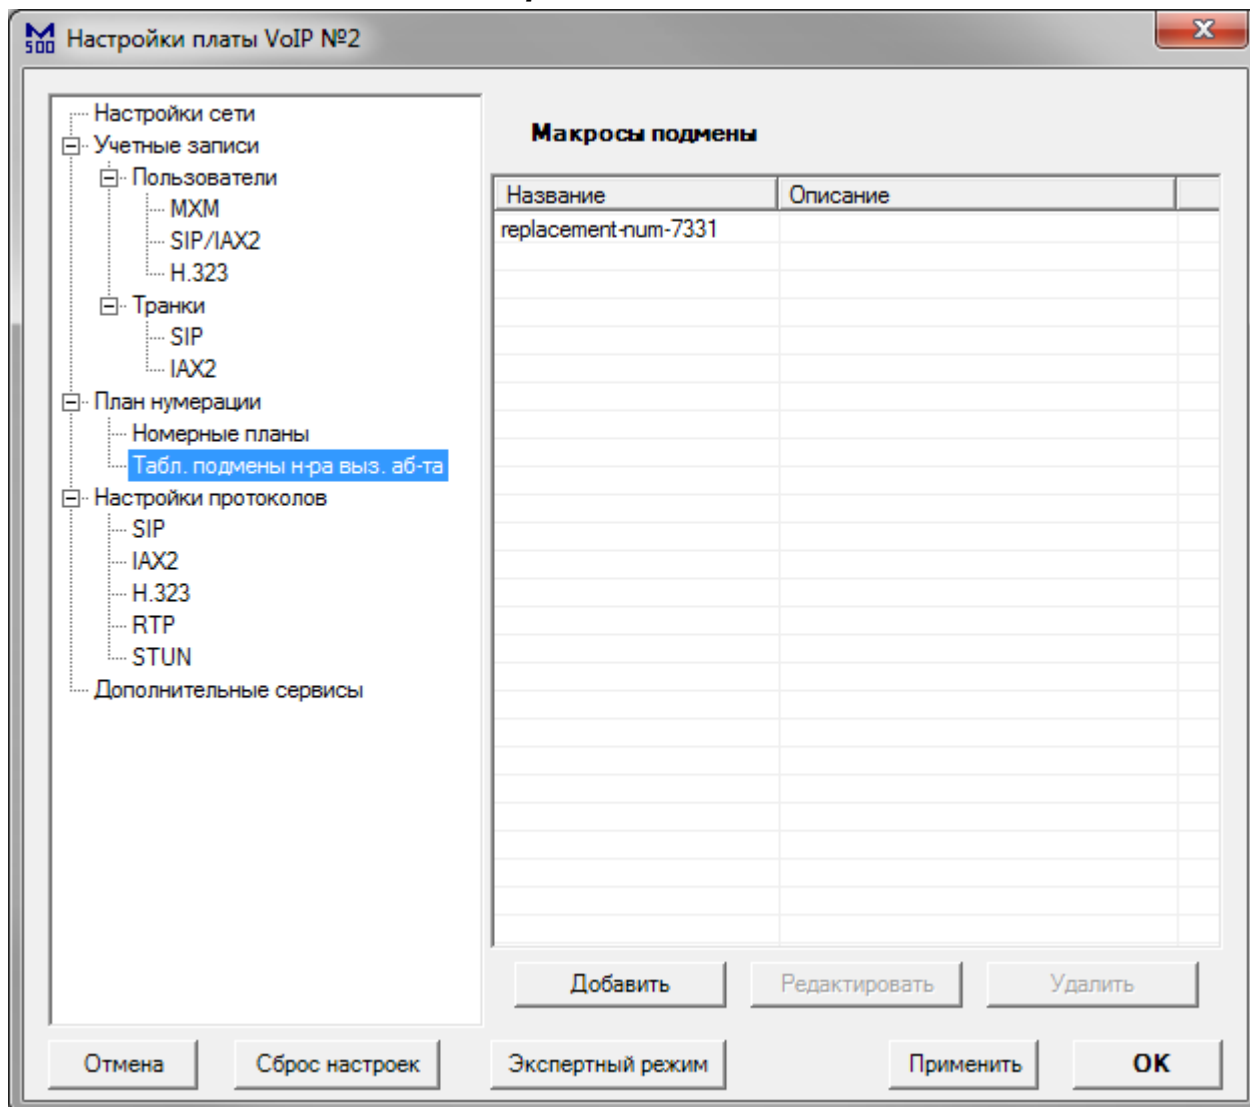 M
500
Настройки платы VoIP №2
x
Настройки сети
Учетные записи
Пользователи
MXM
SIP/IAX2
H.323
Транки
SIP
IAX2
План нумерации
Номерные планы
Табл. подмены н-ра выз. аб-та
Настройки протоколов
SIP
IAX2
H.323
RTP
STUN
Дополнительные сервисы
Макросы подмены
Название Описание
replacement-num-7331
Добавить Редактировать Удалить
Отмена Сброс настроек Экспертный режим Применить OK